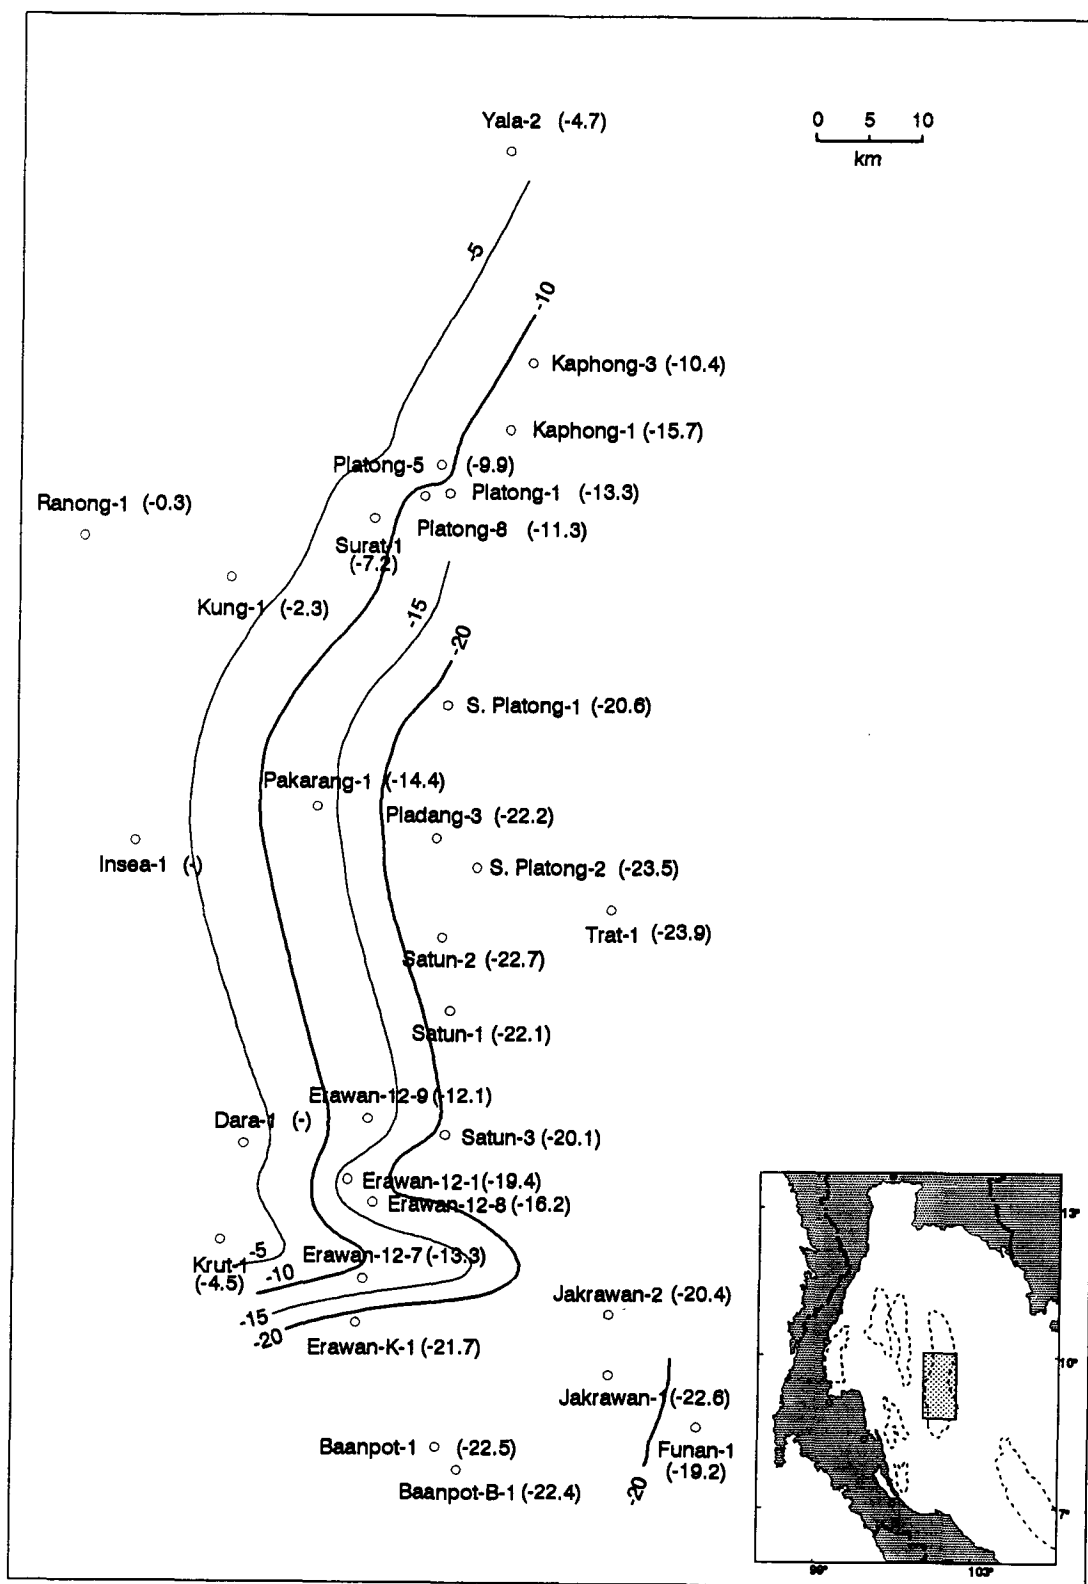 Yala-2 (-4.7)
0 5 10
km
-5
-10
Kaphong-3 (-10.4)
Kaphong-1 (-15.7)
Platong-5 (-9.9)
Ranong-1 (-0.3)
Platong-1 (-13.3)
Platong-8 (-11.3)
Surat-1
(-7.2)
Kung-1 (-2.3)
-15
-20
S. Platong-1 (-20.6)
Pakarang-1 (-14.4)
Pladang-3 (-22.2)
Insea-1 (-)
S. Platong-2 (-23.5)
Trat-1 (-23.9)
Satun-2 (-22.7)
Satun-1 (-22.1)
Erawan-12-9 (-12.1)
Dara-1 (-)
Satun-3 (-20.1)
Erawan-12-1 (-19.4)
Erawan-12-8 (-16.2)
Krut-1
(-4.5)
-5
Erawan-12-7 (-13.3)
-10
-15
-20
Jakrawan-2 (-20.4)
Erawan-K-1 (-21.7)
Jakrawan-1 (-22.6)
Baanpot-1 (-22.5)
Funan-1
(-19.2)
Baanpot-B-1 (-22.4)
-20
13°
10°
7°
99°
103°